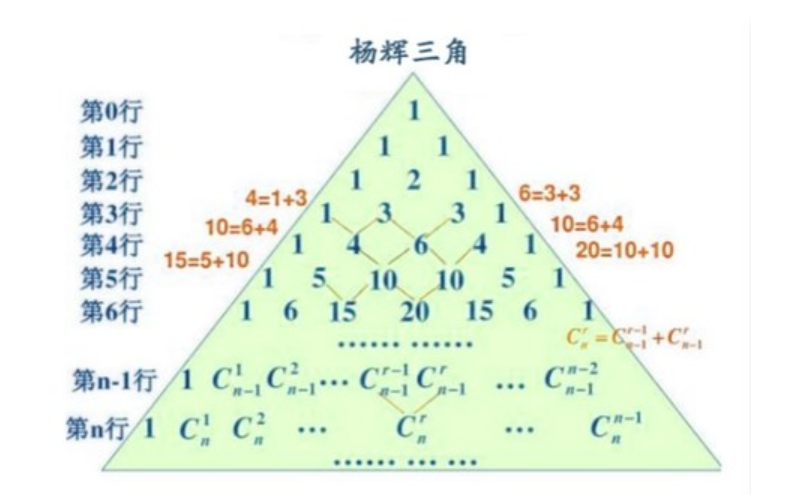 杨辉三角
第0行 1
第1行 1 1
第2行 1 2 1
4=1+3 6=3+3
第3行 1 3 3 1
10=6+4 10=6+4
第4行 1 4 6 4 1
15=5+10 20=10+10
第5行 1 5 10 10 5 1
第6行 1 6 15 20 15 6 1
…… ……
C_n^r = C_{n-1}^{r-1} + C_{n-1}^r
第n-1行 1 C_{n-1}^1 C_{n-1}^2 … C_{n-1}^{r-1} C_{n-1}^r … C_{n-1}^{n-2}
第n行 1 C_n^1 C_n^2 … C_n^r … C_n^{n-1}
…… … …